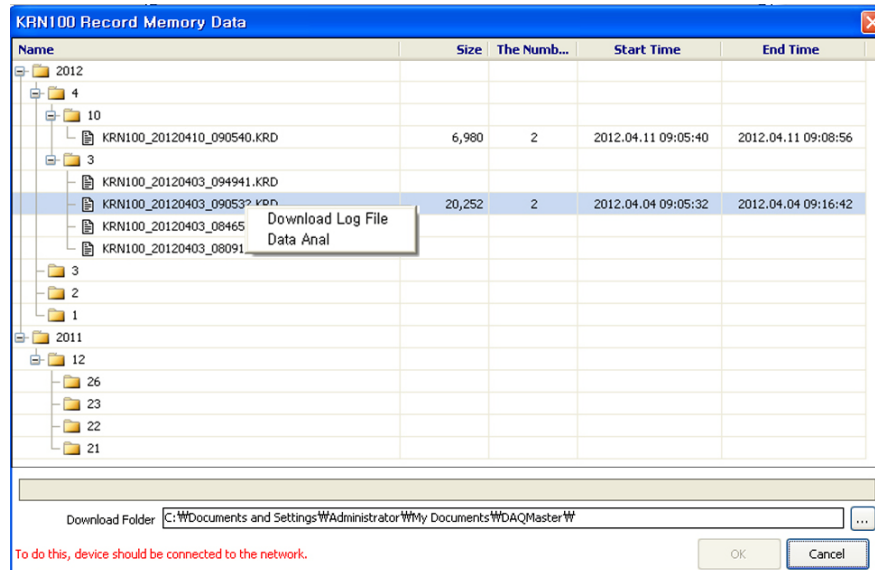 KRN100 Record Memory Data
Name Size The Numb... Start Time End Time
2012
4
10
KRN100_20120410_090540.KRD 6,980 2 2012.04.11 09:05:40 2012.04.11 09:08:56
3
KRN100_20120403_094941.KRD
KRN100_20120403_090532.KRD 20,252 2 2012.04.04 09:05:32 2012.04.04 09:16:42
Download Log File
KRN100_20120403_08465
Data Anal
KRN100_20120403_08091
3
2
1
2011
12
26
23
22
21
Download Folder C:₩Documents and Settings₩Administrator₩My Documents₩DAQMaster₩ ...
To do this, device should be connected to the network. OK Cancel